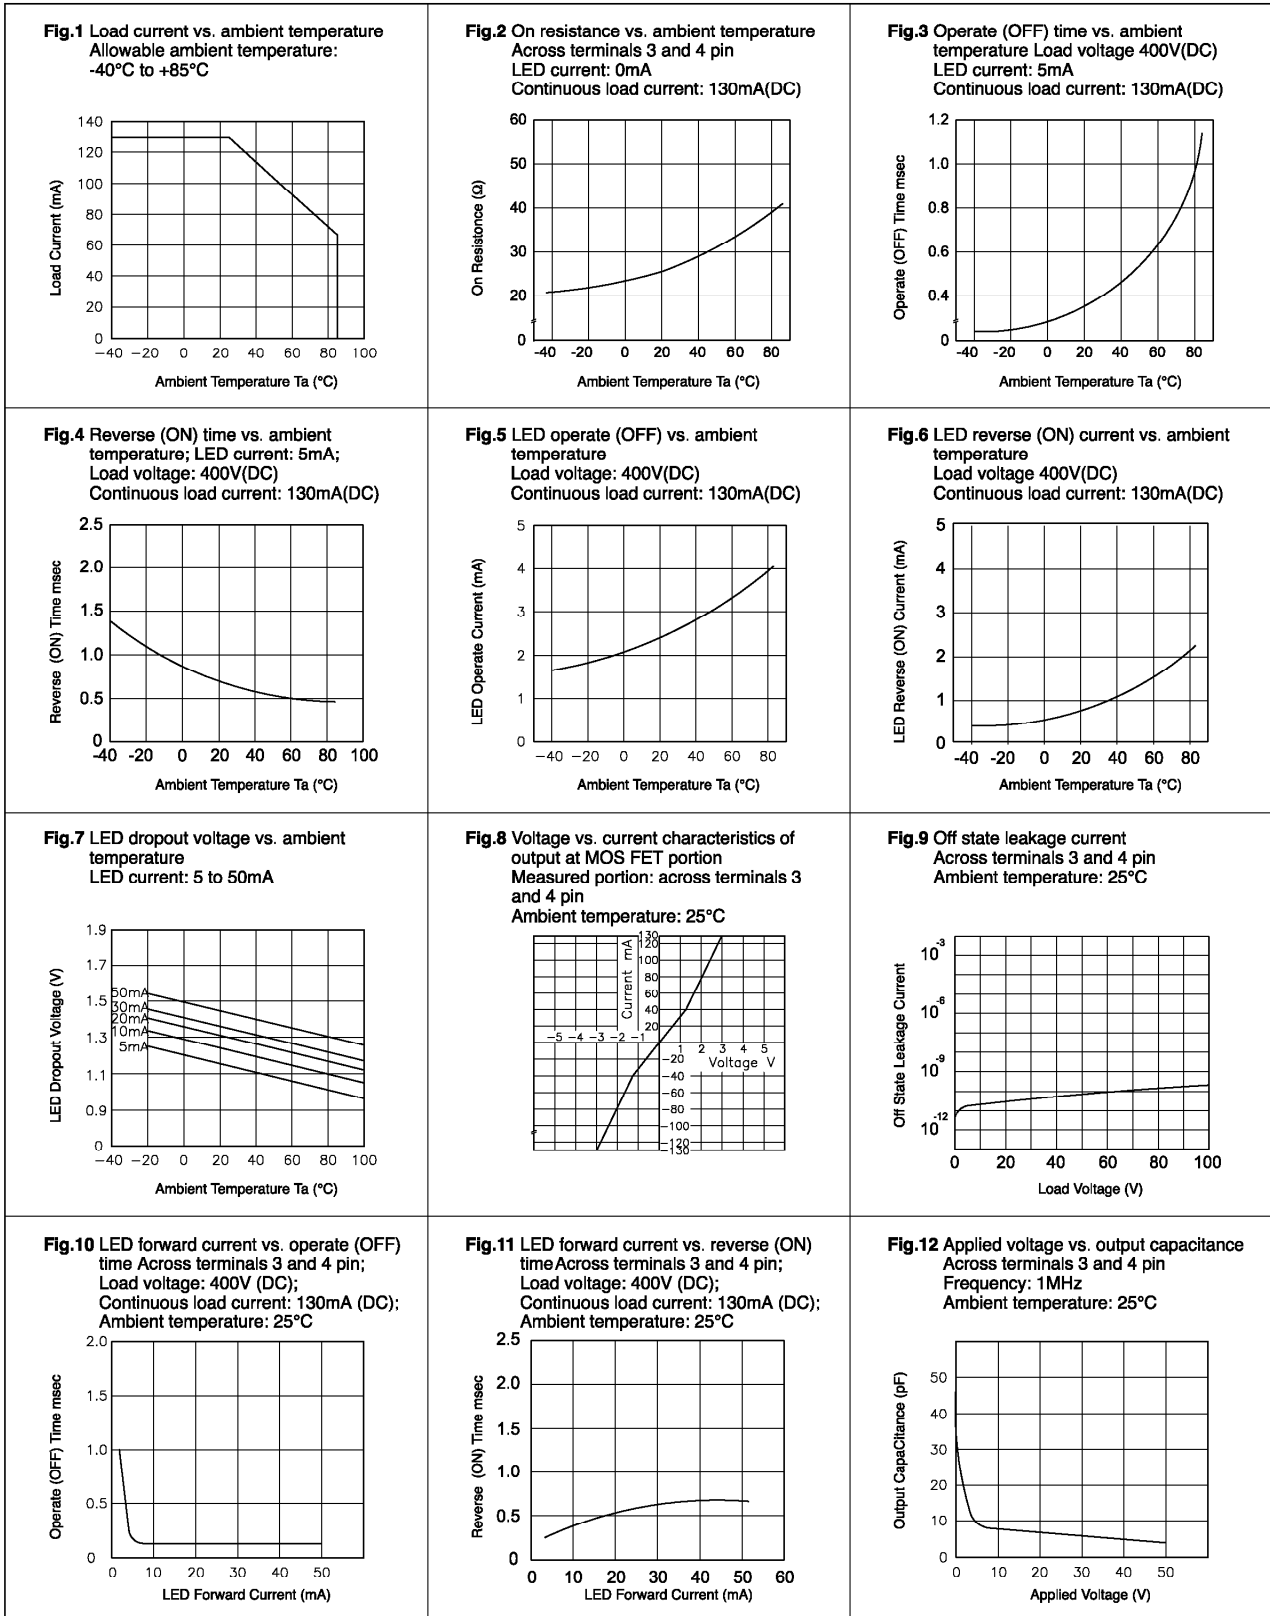 Fig.1 Load current vs. ambient temperature
Allowable ambient temperature:
-40°C to +85°C
140
120
100
80
60
40
20
0
Load Current (mA)
−40 −20 0 20 40 60 80 100
Ambient Temperature Ta (°C)
Fig.2 On resistance vs. ambient temperature
Across terminals 3 and 4 pin
LED current: 0mA
Continuous load current: 130mA(DC)
60
50
40
30
20
0
On Resistonce (Ω)
-40 -20 0 20 40 60 80
Ambient Temperature Ta (°C)
Fig.3 Operate (OFF) time vs. ambient
temperature Load voltage 400V(DC)
LED current: 5mA
Continuous load current: 130mA(DC)
1.2
1.0
0.8
0.6
0.4
0
Operate (OFF) Time msec
-40 -20 0 20 40 60 80
Ambient Temperature Ta (°C)
Fig.4 Reverse (ON) time vs. ambient
temperature; LED current: 5mA;
Load voltage: 400V(DC)
Continuous load current: 130mA(DC)
2.5
2.0
1.5
1.0
0.5
0
Reverse (ON) Time msec
-40 -20 0 20 40 60 80 100
Ambient Temperature Ta (°C)
Fig.5 LED operate (OFF) vs. ambient
temperature
Load voltage: 400V(DC)
Continuous load current: 130mA(DC)
5
4
3
2
1
0
LED Operate Current (mA)
−40 −20 0 20 40 60 80
Ambient Temperature Ta (°C)
Fig.6 LED reverse (ON) current vs. ambient
temperature
Load voltage 400V(DC)
Continuous load current: 130mA(DC)
5
4
3
2
1
0
LED Reverse (ON) Current (mA)
-40 -20 0 20 40 60 80
Ambient Temperature Ta (°C)
Fig.7 LED dropout voltage vs. ambient
temperature
LED current: 5 to 50mA
1.9
1.7
1.5
1.3
1.1
0.9
0
LED Dropout Voltage (V)
50mA
30mA
20mA
10mA
5mA
−40 −20 0 20 40 60 80 100
Ambient Temperature Ta (°C)
Fig.8 Voltage vs. current characteristics of
output at MOS FET portion
Measured portion: across terminals 3
and 4 pin
Ambient temperature: 25°C
Current mA
130
120
100
80
60
40
20
−5 −4 −3 −2 −1
1 2 3 4 5
Voltage V
−20
−40
−60
−80
−100
−120
−130
Fig.9 Off state leakage current
Across terminals 3 and 4 pin
Ambient temperature: 25°C
10-3
10-6
10-9
10-12
Off State Leakage Current
0 20 40 60 80 100
Load Voltage (V)
Fig.10 LED forward current vs. operate (OFF)
time Across terminals 3 and 4 pin;
Load voltage: 400V (DC);
Continuous load current: 130mA (DC);
Ambient temperature: 25°C
2.0
1.5
1.0
0.5
0
Operate (OFF) Time msec
0 10 20 30 40 50
LED Forward Current (mA)
Fig.11 LED forward current vs. reverse (ON)
timeAcross terminals 3 and 4 pin;
Load voltage: 400V (DC);
Continuous load current: 130mA (DC);
Ambient temperature: 25°C
2.5
2.0
1.5
1.0
0.5
0
Reverse (ON) Time msec
0 10 20 30 40 50 60
LED Forward Current (mA)
Fig.12 Applied voltage vs. output capacitance
Across terminals 3 and 4 pin
Frequency: 1MHz
Ambient temperature: 25°C
50
40
30
20
10
0
Output CapaCitance (pF)
0 10 20 30 40 50
Applied Voltage (V)